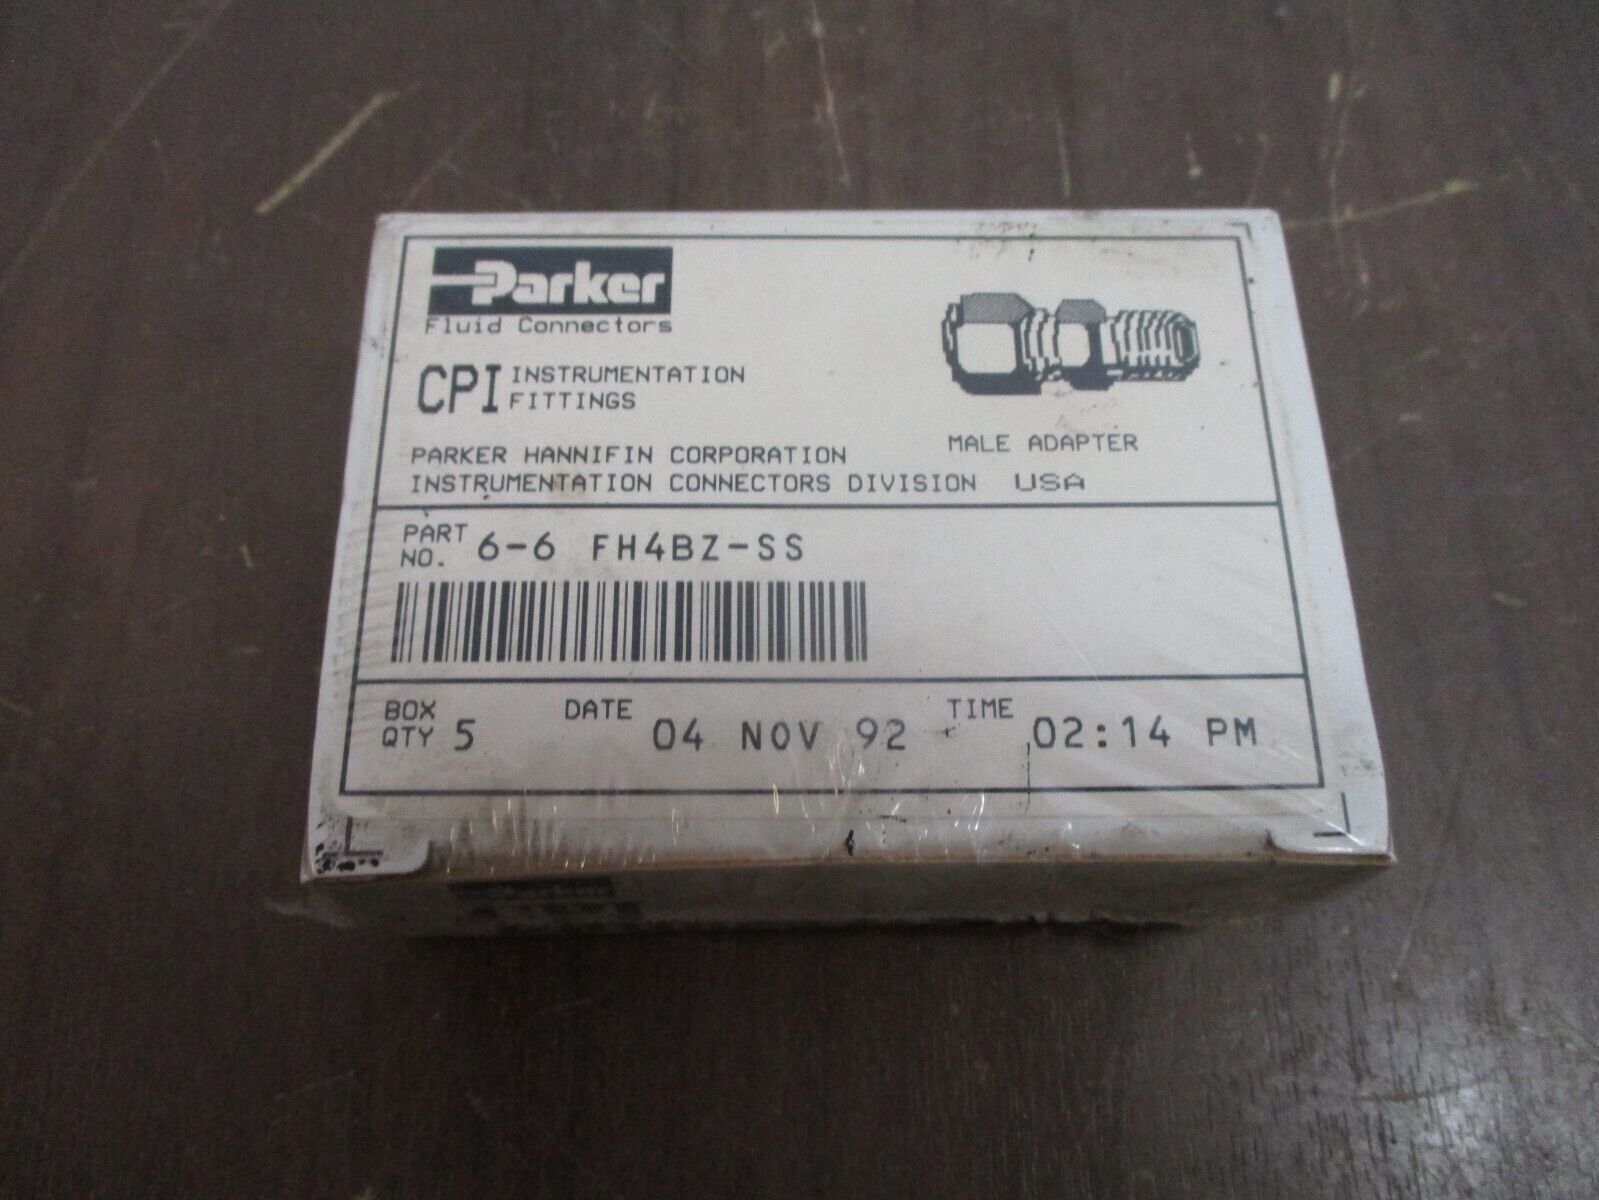 Parker
Fluid Connectors
CPI INSTRUMENTATION
FITTINGS
MALE ADAPTER
PARKER HANNIFIN CORPORATION
INSTRUMENTATION CONNECTORS DIVISION USA
PART NO. 6-6 FH4BZ-SS
BOX QTY 5 DATE 04 NOV 92 TIME 02:14 PM
Parker